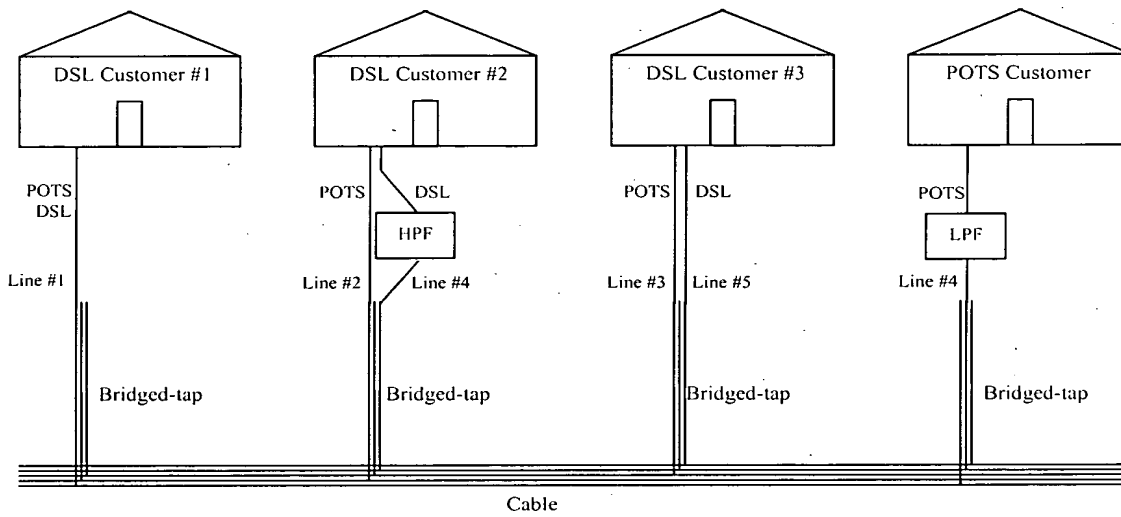 DSL Customer #1
DSL Customer #2
DSL Customer #3
POTS Customer
POTS
DSL
POTS
DSL
POTS
DSL
POTS
HPF
LPF
Line #1
Line #2
Line #4
Line #3
Line #5
Line #4
Bridged-tap
Bridged-tap
Bridged-tap
Bridged-tap
Cable